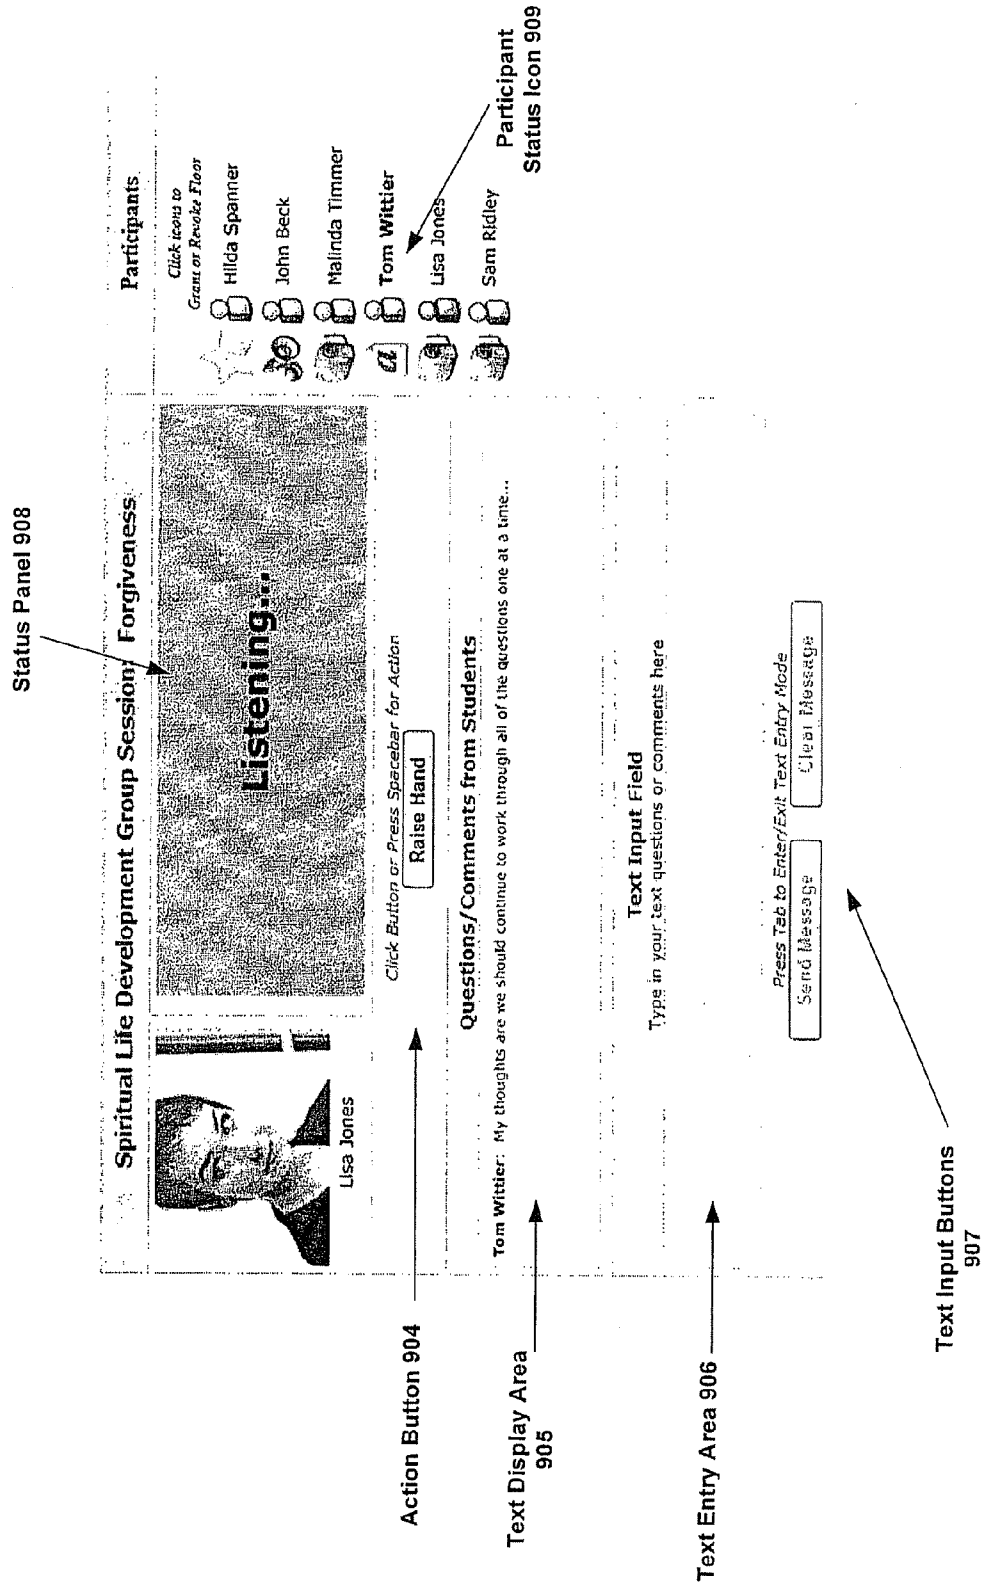 Status Panel 908
Spiritual Life Development Group Session: Forgiveness
Participants
Click icons to
Grant or Revoke Floor
Hilda Spanner
John Beck
Malinda Timmer
Tom Wittier
Lisa Jones
Sam Ridley
Participant
Status Icon 909
a
Listening...
Lisa Jones
Click Button or Press Spacebar for Action
Raise Hand
Action Button 904
Questions/Comments from Students
Tom Wittier: My thoughts are we should continue to work through all of the questions one at a time...
Text Display Area
905
Text Input Field
Type in your text questions or comments here
Text Entry Area 906
Press Tab to Enter/Exit Text Entry Mode
Send Message
Clear Message
Text Input Buttons
907